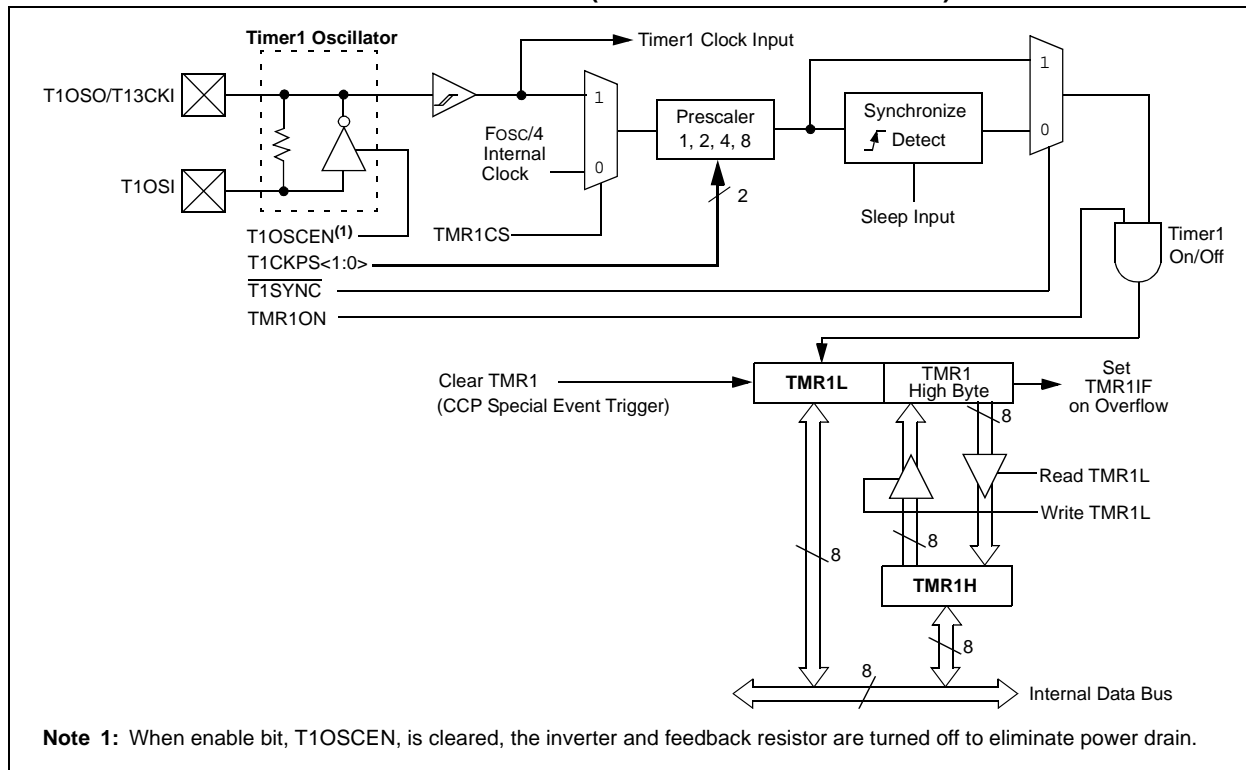 Timer1 Oscillator
Timer1 Clock Input
T1OSO/T13CKI
1
FOSC/4
Internal
Clock
0
Prescaler
1, 2, 4, 8
Synchronize
Detect
1
0
T1OSI
2
Sleep Input
T1OSCEN(1)
TMR1CS
Timer1
On/Off
T1CKPS<1:0>
T1SYNC
TMR1ON
Clear TMR1
(CCP Special Event Trigger)
TMR1L
TMR1
High Byte
Set
TMR1IF
on Overflow
8
Read TMR1L
Write TMR1L
8
8
TMR1H
8
8
Internal Data Bus
Note 1: When enable bit, T1OSCEN, is cleared, the inverter and feedback resistor are turned off to eliminate power drain.